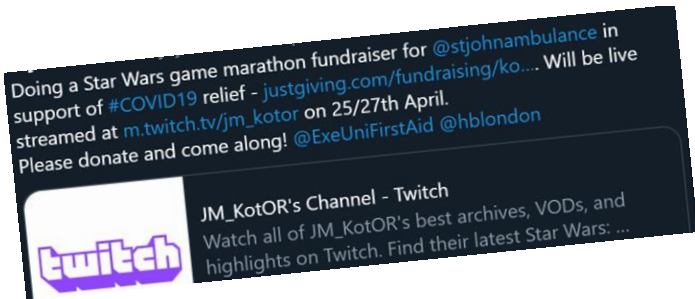 Doing a Star Wars game marathon fundraiser for @stjohnambulance in
support of #COVID19 relief - justgiving.com/fundraising/ko.... Will be live
streamed at m.twitch.tv/jm_kotor on 25/27th April.
Please donate and come along! @ExeUniFirstAid @hblondon
twitch
JM_KotOR's Channel - Twitch
Watch all of JM_KotOR's best archives, VODs, and
highlights on Twitch. Find their latest Star Wars: ...